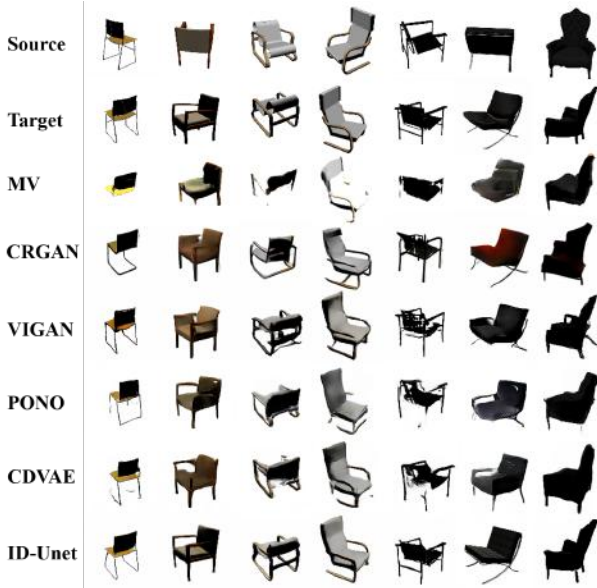 Source
Target
MV
CRGAN
VIGAN
PONO
CDVAE
ID-Unet